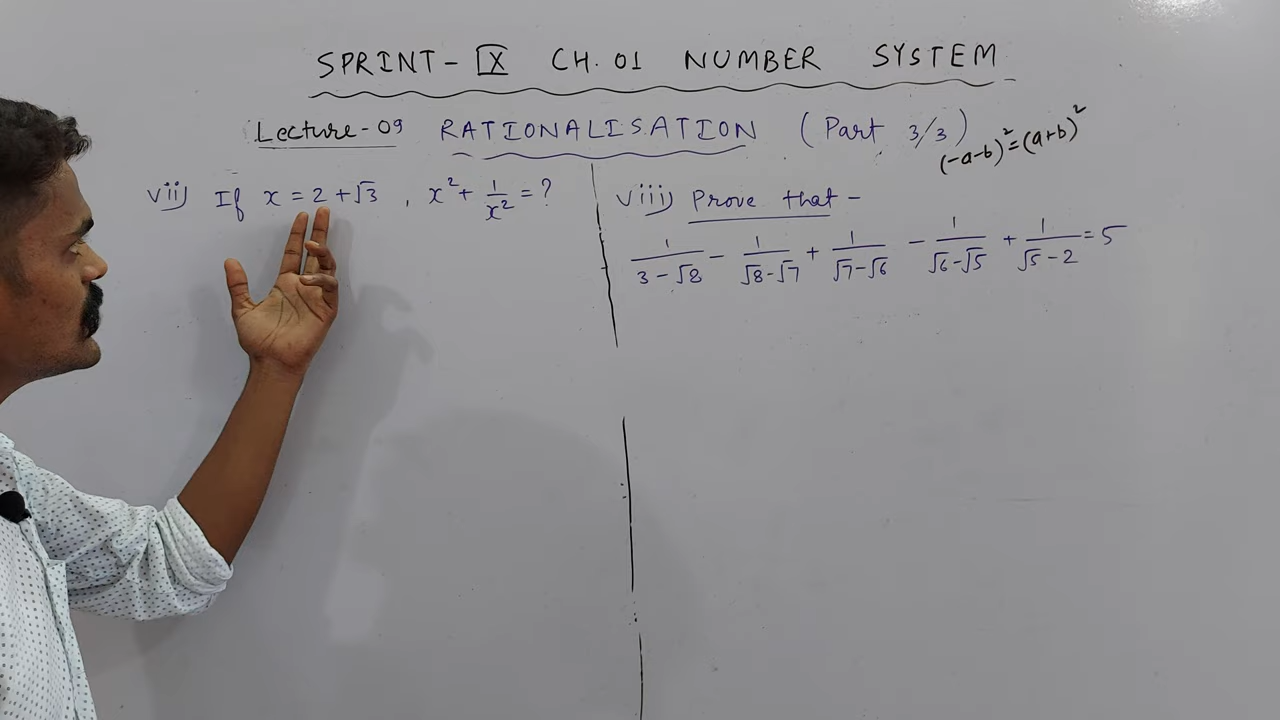 SPRINT- IX CH. 01 NUMBER SYSTEM
Lecture-09 RATIONALISATION (Part 3/3)
(-a-b)² = (a+b)²
vii) If x = 2 + √3 , x² + 1/x² = ?
viii) Prove that -
1/(3 - √8) - 1/(√8 - √7) + 1/(√7 - √6) - 1/(√6 - √5) + 1/(√5 - 2) = 5